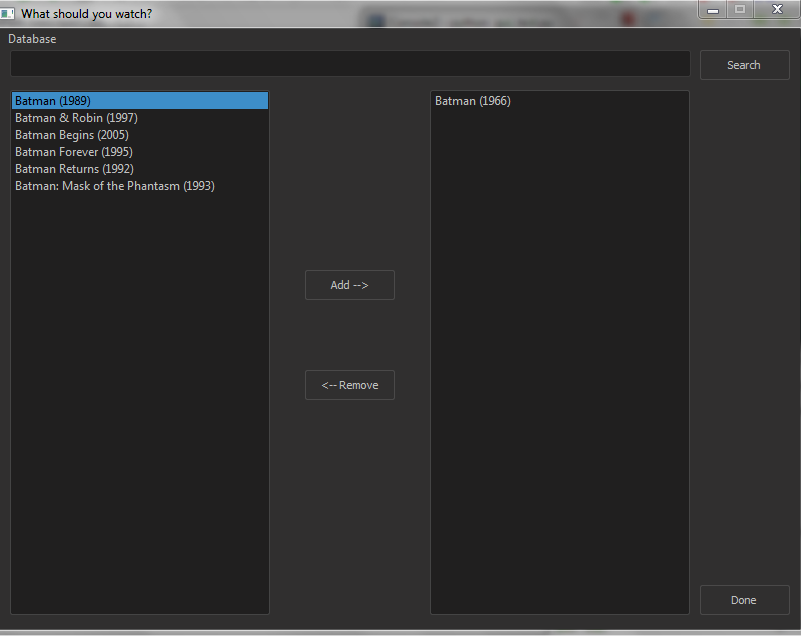 What should you watch?
Database
Search
Batman (1989)
Batman & Robin (1997)
Batman Begins (2005)
Batman Forever (1995)
Batman Returns (1992)
Batman: Mask of the Phantasm (1993)
Batman (1966)
Add -->
<-- Remove
Done